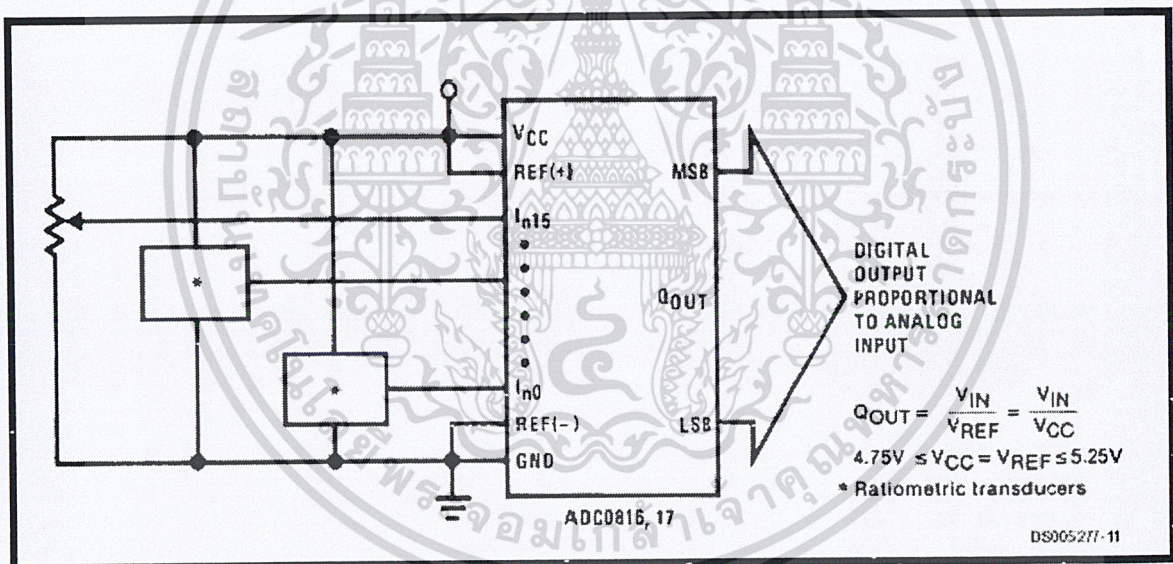 VCC
REF(+)
In15
In0
REF(-)
GND
MSB
QOUT
LSB
*
*
ADC0816, 17
DIGITAL
OUTPUT
PROPORTIONAL
TO ANALOG
INPUT
QOUT = VIN/VREF = VIN/VCC
4.75V ≤ VCC = VREF ≤ 5.25V
* Ratiometric transducers
DS005277-11